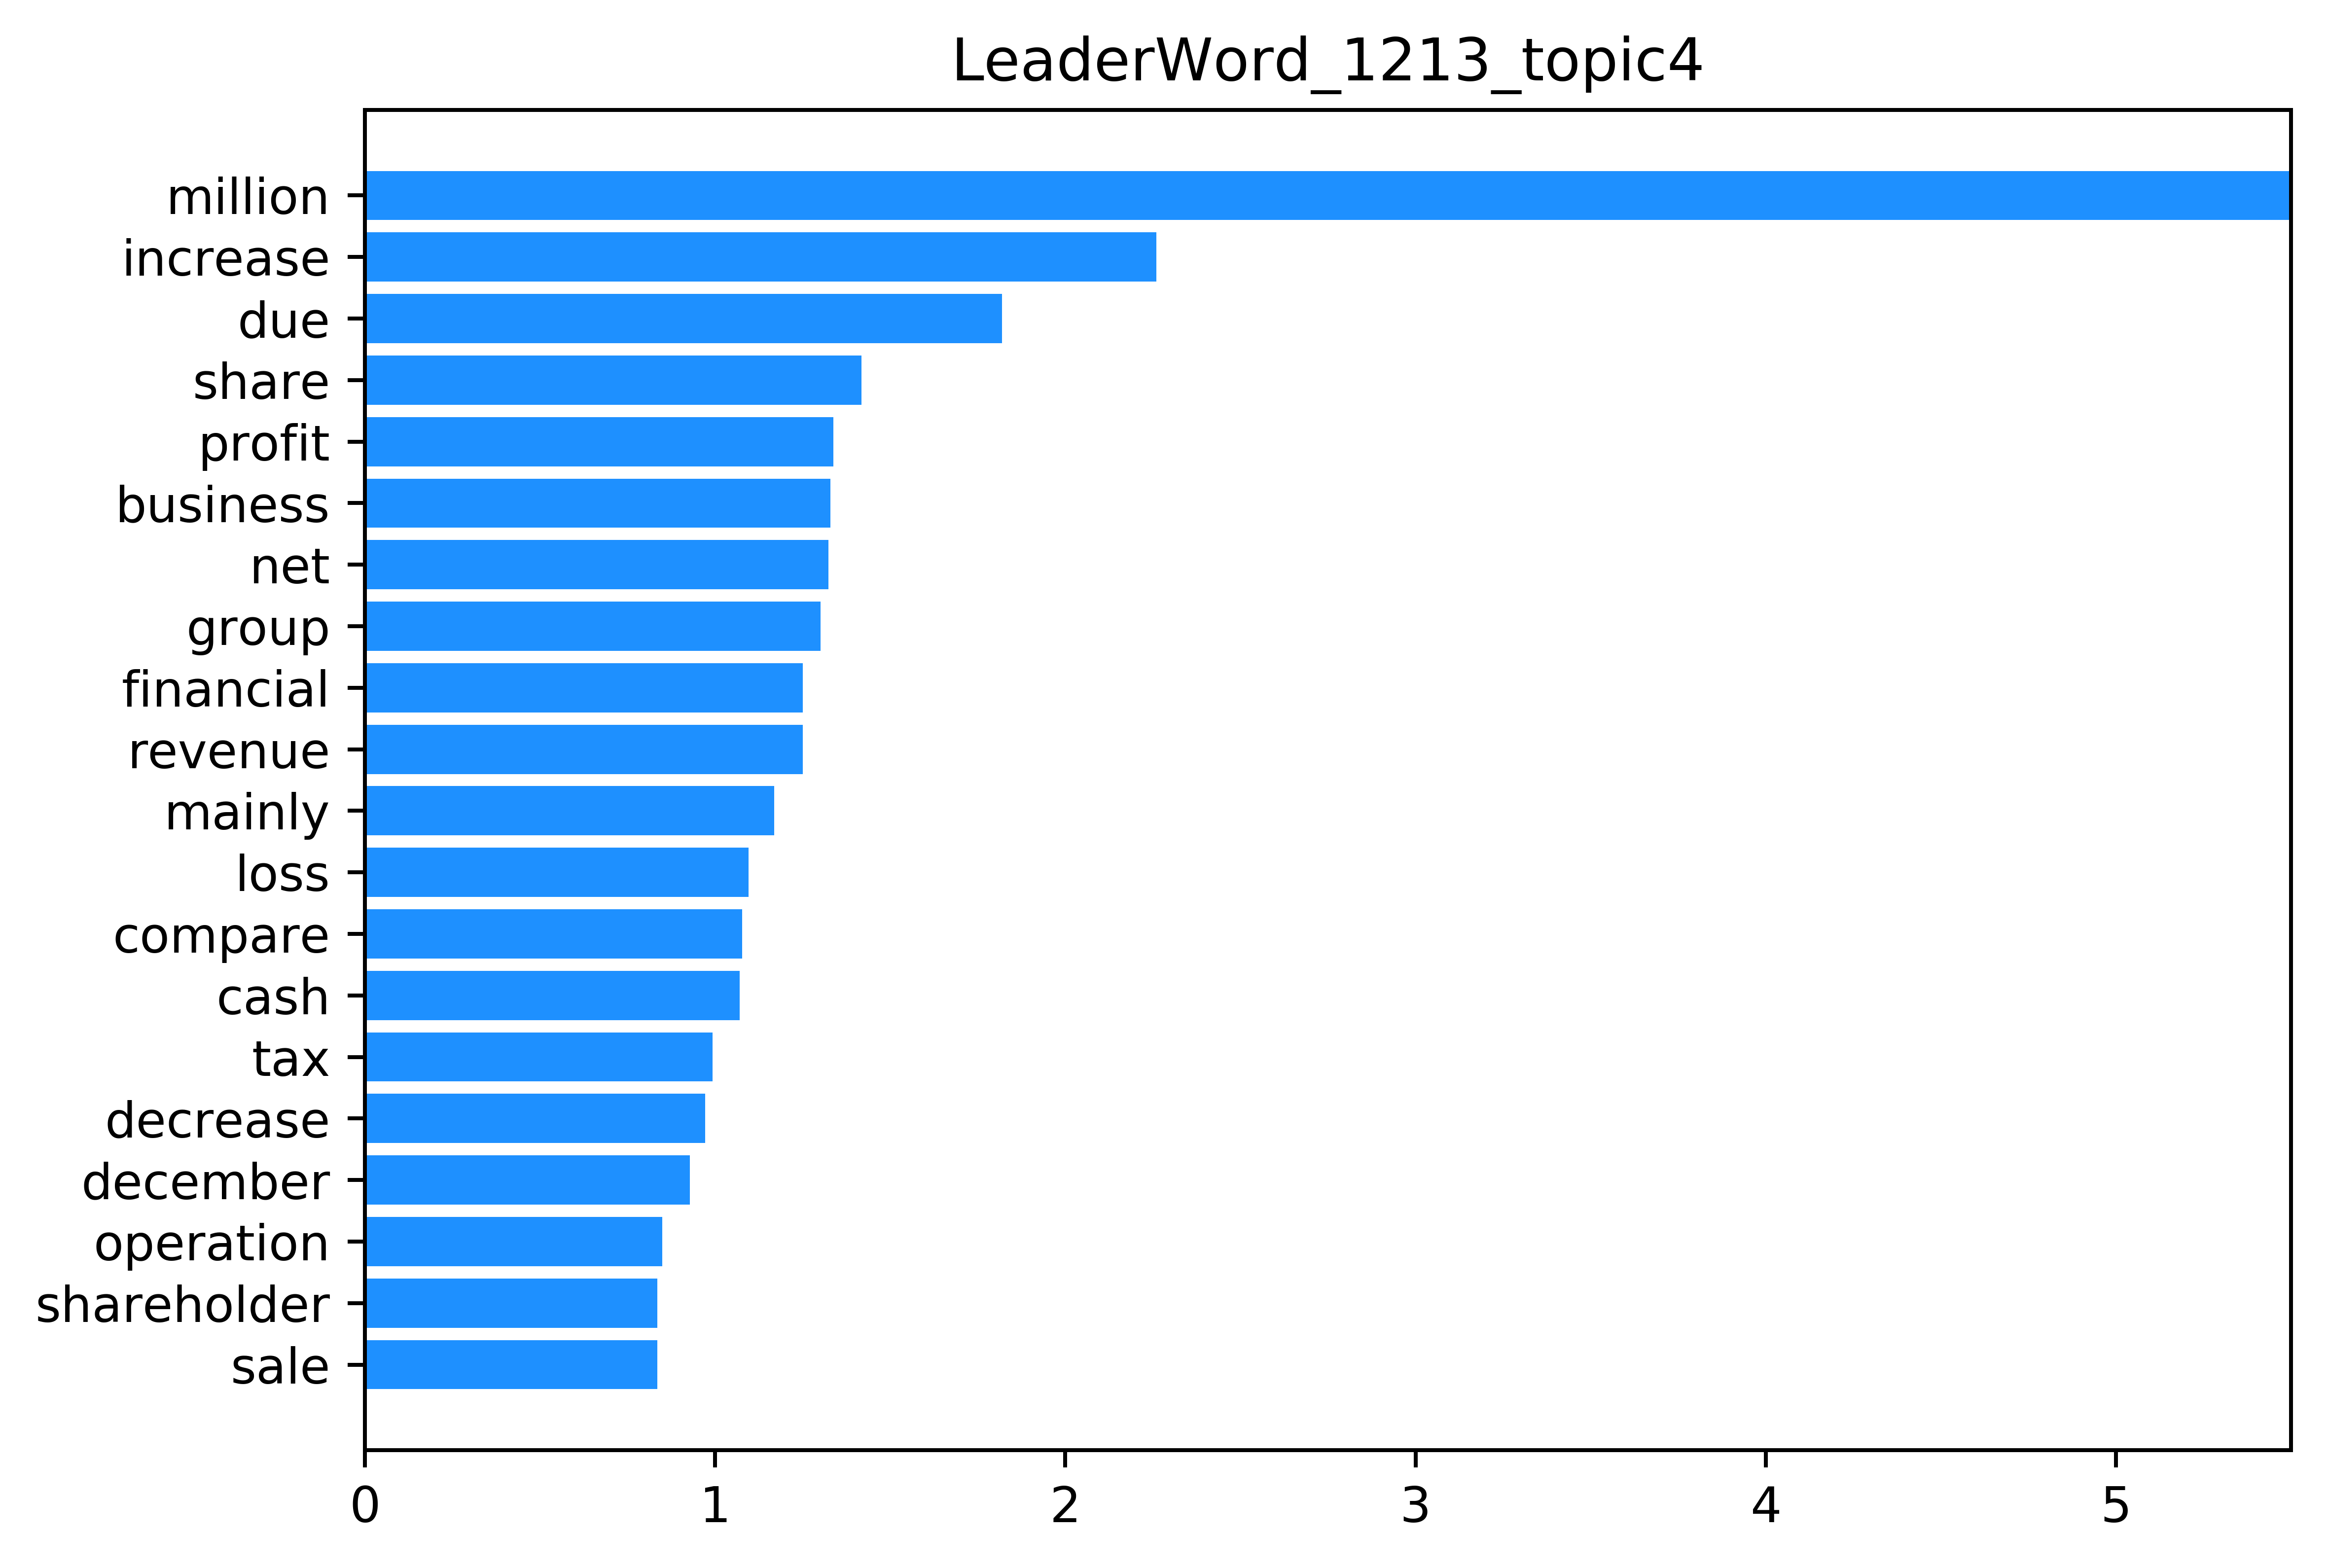 LeaderWord_1213_topic4
million
increase
due
share
profit
business
net
group
financial
revenue
mainly
loss
compare
cash
tax
decrease
december
operation
shareholder
sale
0 1 2 3 4 5